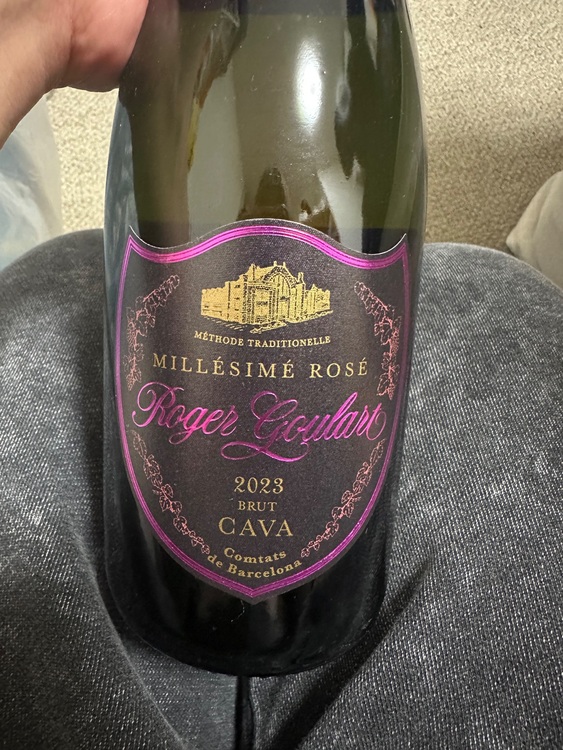 MÉTHODE TRADITIONELLE
MILLÉSIMÉ ROSÉ
Roger Goulart
2023
BRUT
CAVA
Comtats
de Barcelona